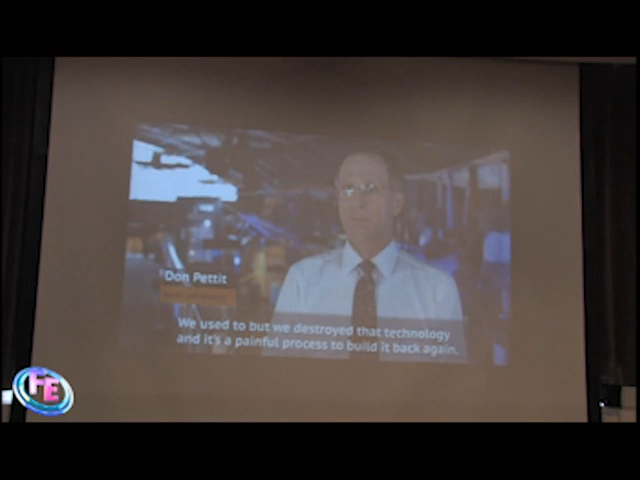 Don Pettit
We used to but we destroyed that technology
and it's a painful process to build it back again.
FE